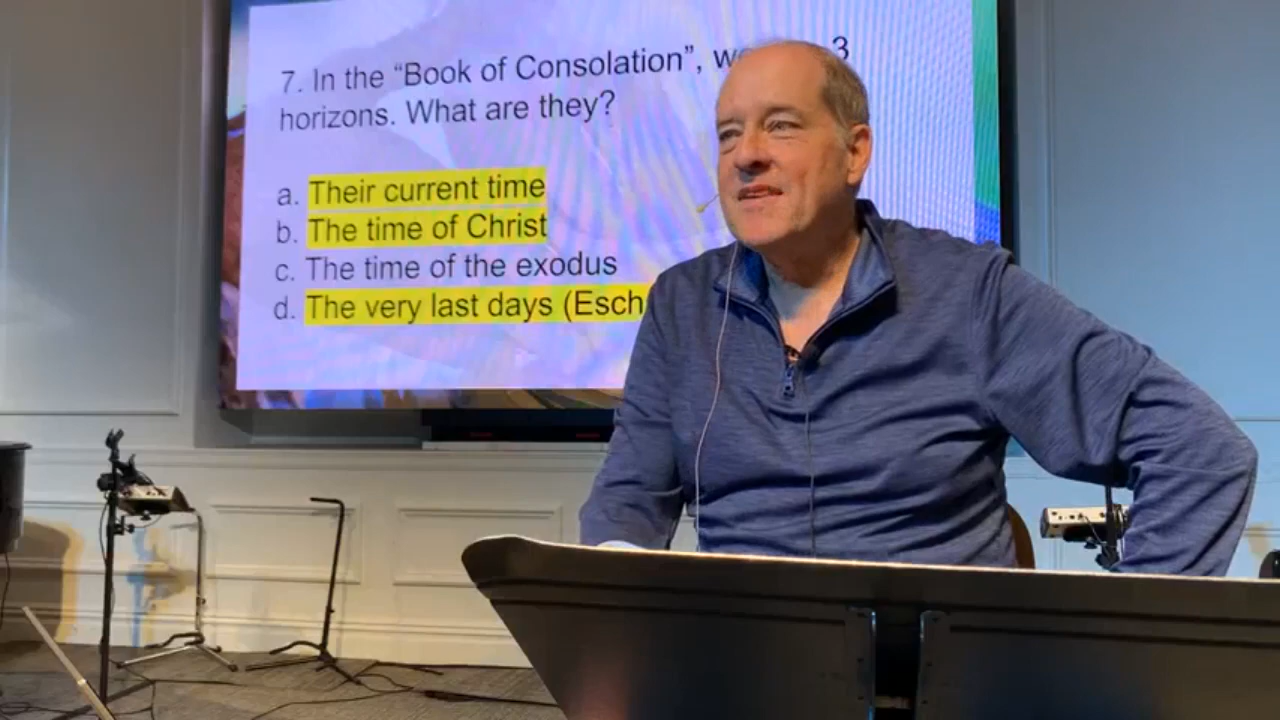 7. In the “Book of Consolation”, 3
horizons. What are they?
a. Their current time
b. The time of Christ
c. The time of the exodus
d. The very last days (Esch